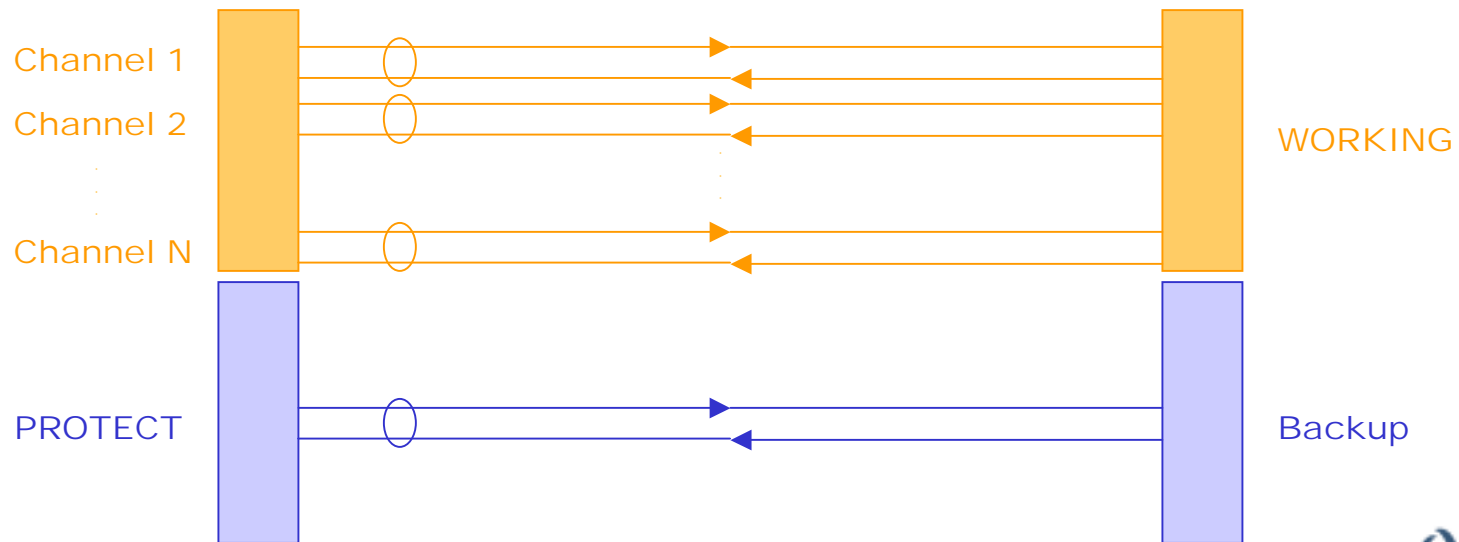 Channel 1
Channel 2
WORKING
.
.
.
.
.
.
Channel N
PROTECT
Backup